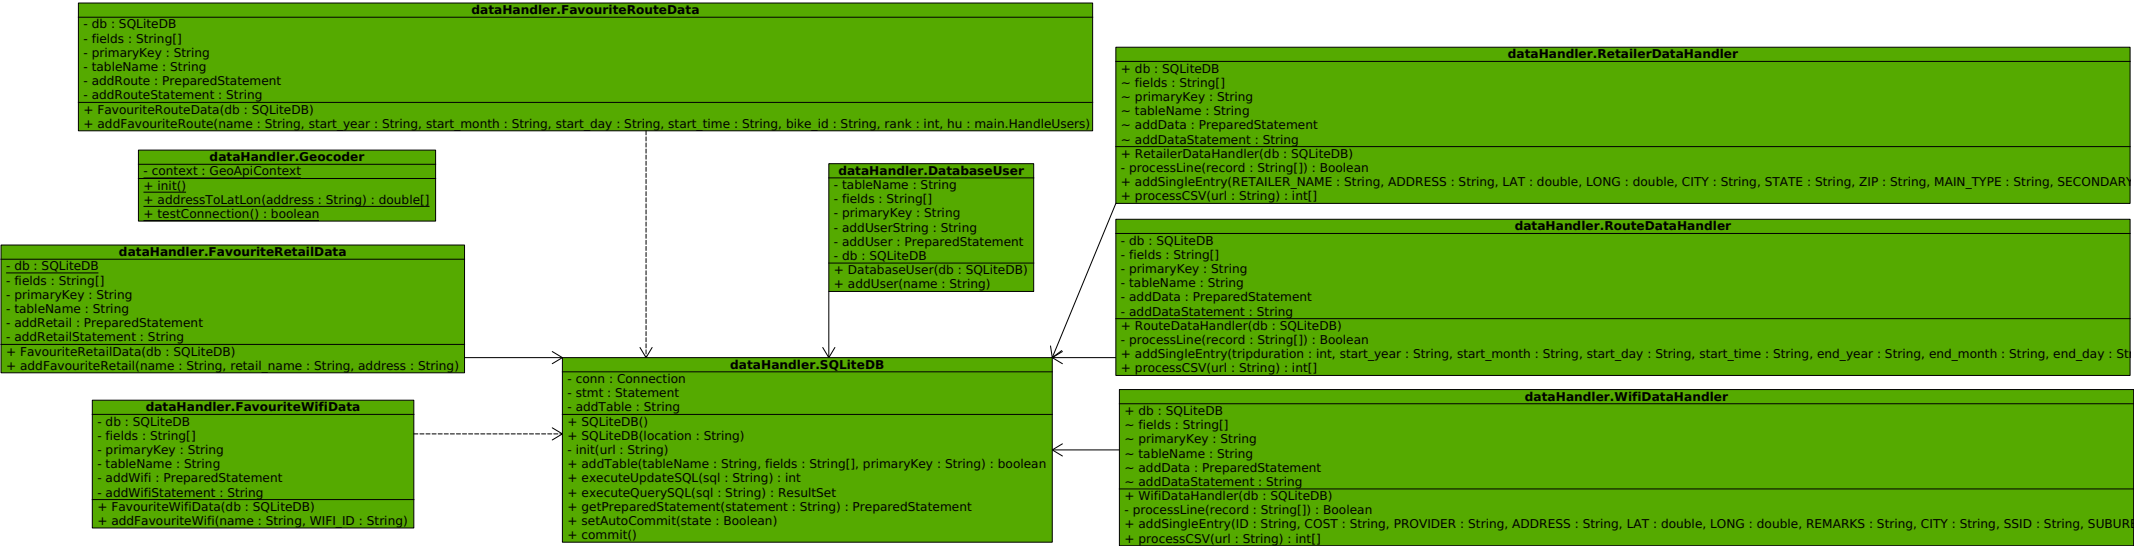 dataHandler.FavouriteRouteData
- db : SQLiteDB
- fields : String[]
- primaryKey : String
- tableName : String
- addRoute : PreparedStatement
- addRouteStatement : String
+ FavouriteRouteData(db : SQLiteDB)
+ addFavouriteRoute(name : String, start_year : String, start_month : String, start_day : String, start_time : String, bike_id : String, rank : int, hu : main.HandleUsers)
dataHandler.Geocoder
- context : GeoApiContext
+ init()
+ addressToLatLon(address : String) : double[]
+ testConnection() : boolean
dataHandler.FavouriteRetailData
- db : SQLiteDB
- fields : String[]
- primaryKey : String
- tableName : String
- addRetail : PreparedStatement
- addRetailStatement : String
+ FavouriteRetailData(db : SQLiteDB)
+ addFavouriteRetail(name : String, retail_name : String, address : String)
dataHandler.FavouriteWifiData
- db : SQLiteDB
- fields : String[]
- primaryKey : String
- tableName : String
- addWifi : PreparedStatement
- addWifiStatement : String
+ FavouriteWifiData(db : SQLiteDB)
+ addFavouriteWifi(name : String, WIFI_ID : String)
dataHandler.DatabaseUser
- tableName : String
- fields : String[]
- primaryKey : String
- addUserString : String
- addUser : PreparedStatement
- db : SQLiteDB
+ DatabaseUser(db : SQLiteDB)
+ addUser(name : String)
dataHandler.SQLiteDB
- conn : Connection
- stmt : Statement
- addTable : String
+ SQLiteDB()
+ SQLiteDB(location : String)
- init(url : String)
+ addTable(tableName : String, fields : String[], primaryKey : String) : boolean
+ executeUpdateSQL(sql : String) : int
+ executeQuerySQL(sql : String) : ResultSet
+ getPreparedStatement(statement : String) : PreparedStatement
+ setAutoCommit(state : Boolean)
+ commit()
dataHandler.RetailerDataHandler
+ db : SQLiteDB
~ fields : String[]
~ primaryKey : String
~ tableName : String
~ addData : PreparedStatement
~ addDataStatement : String
+ RetailerDataHandler(db : SQLiteDB)
- processLine(record : String[]) : Boolean
+ addSingleEntry(RETAILER_NAME : String, ADDRESS : String, LAT : double, LONG : double, CITY : String, STATE : String, ZIP : String, MAIN_TYPE : String, SECONDARY
+ processCSV(url : String) : int[]
dataHandler.RouteDataHandler
- db : SQLiteDB
- fields : String[]
- primaryKey : String
- tableName : String
- addData : PreparedStatement
- addDataStatement : String
+ RouteDataHandler(db : SQLiteDB)
- processLine(record : String[]) : Boolean
+ addSingleEntry(tripduration : int, start_year : String, start_month : String, start_day : String, start_time : String, end_year : String, end_month : String, end_day : St
+ processCSV(url : String) : int[]
dataHandler.WifiDataHandler
+ db : SQLiteDB
~ fields : String[]
~ primaryKey : String
~ tableName : String
~ addData : PreparedStatement
~ addDataStatement : String
+ WifiDataHandler(db : SQLiteDB)
- processLine(record : String[]) : Boolean
+ addSingleEntry(ID : String, COST : String, PROVIDER : String, ADDRESS : String, LAT : double, LONG : double, REMARKS : String, CITY : String, SSID : String, SUBURB
+ processCSV(url : String) : int[]